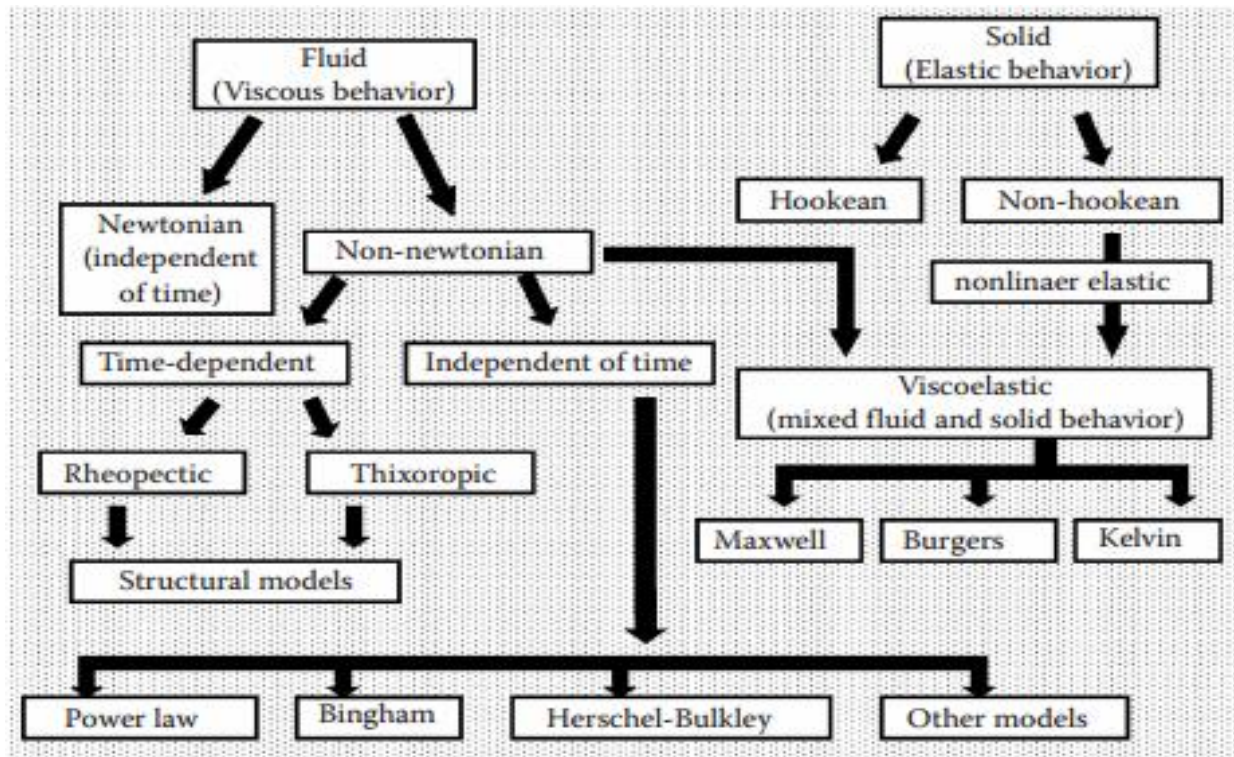 Fluid
(Viscous behavior)
Solid
(Elastic behavior)
Newtonian
(independent
of time)
Non-newtonian
Hookean
Non-hookean
nonlinaer elastic
Time-dependent
Independent of time
Viscoelastic
(mixed fluid and solid behavior)
Rheopectic
Thixoropic
Maxwell
Burgers
Kelvin
Structural models
Power law
Bingham
Herschel-Bulkley
Other models